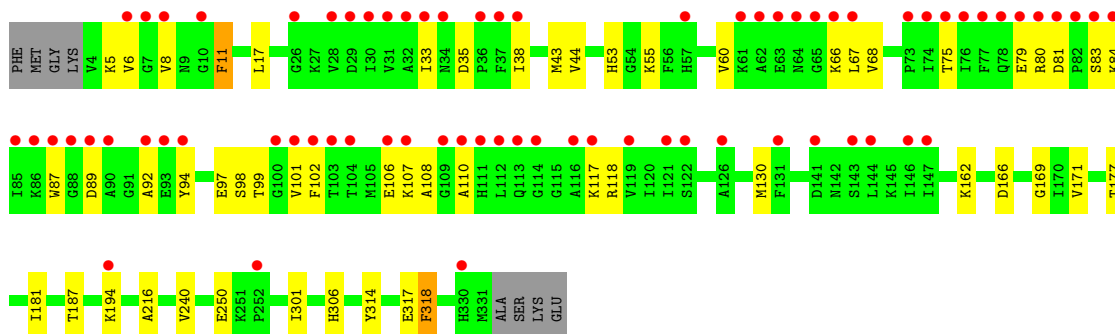 PHE MET GLY LYS V4 K5 V6 G7 V8 N9 G10 F11 L17 G26 K27 V28 D29 I30 V31 A32 I33 N34 D35 P36 F37 I38 M43 V44 H53 G54 K55 F56 H57 V60 K61 A62 E63 N64 G65 K66 L67 V68 P73 I74 T75 I76 F77 Q78 E79 R80 D81 P82 S83 K84
I85 K86 W87 G88 D89 A90 G91 A92 E93 Y94 E97 S98 T99 G100 V101 F102 T103 T104 M105 E106 K107 A108 G109 A110 H111 L112 Q113 G114 G115 A116 K117 R118 V119 I120 I121 S122 A126 M130 F131 D141 N142 S143 L144 K145 I146 I147 K162 D166 G169 I170 V171 T177
I181 T187 K194 A216 V240 E250 K251 P252 I301 H306 Y314 E317 F318 H330 M331 ALA SER LYS GLU